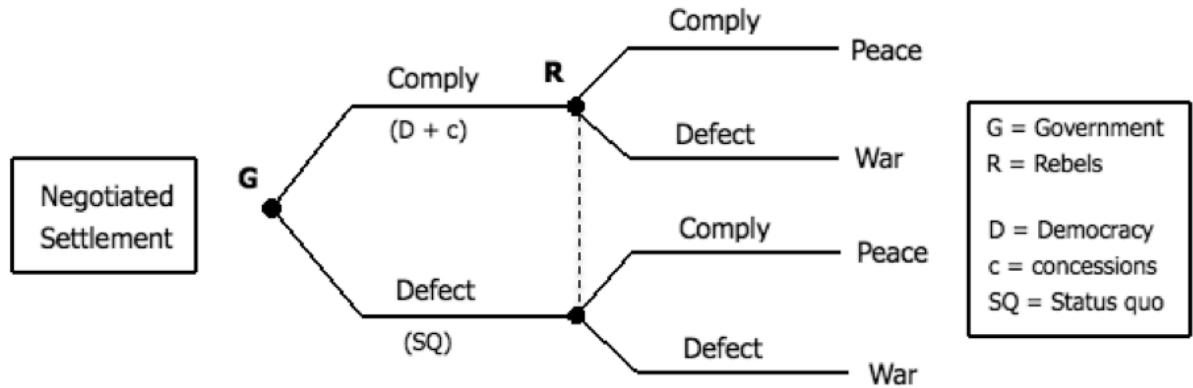 Negotiated
Settlement
G
Comply
(D + c)
R
Comply
Peace
Defect
War
Defect
(SQ)
Comply
Peace
Defect
War
G = Government
R = Rebels
D = Democracy
c = concessions
SQ = Status quo